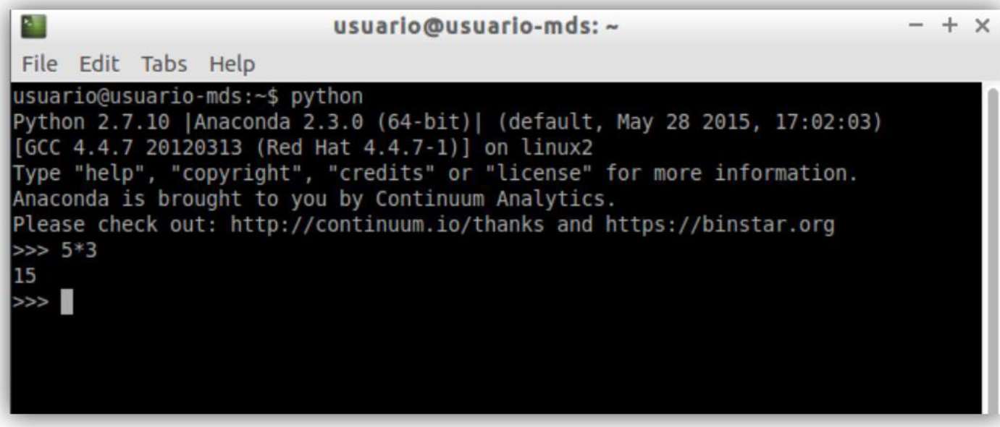 usuario@usuario-mds: ~
File Edit Tabs Help
usuario@usuario-mds:~$ python
Python 2.7.10 |Anaconda 2.3.0 (64-bit)| (default, May 28 2015, 17:02:03)
[GCC 4.4.7 20120313 (Red Hat 4.4.7-1)] on linux2
Type "help", "copyright", "credits" or "license" for more information.
Anaconda is brought to you by Continuum Analytics.
Please check out: http://continuum.io/thanks and https://binstar.org
>>> 5*3
15
>>>